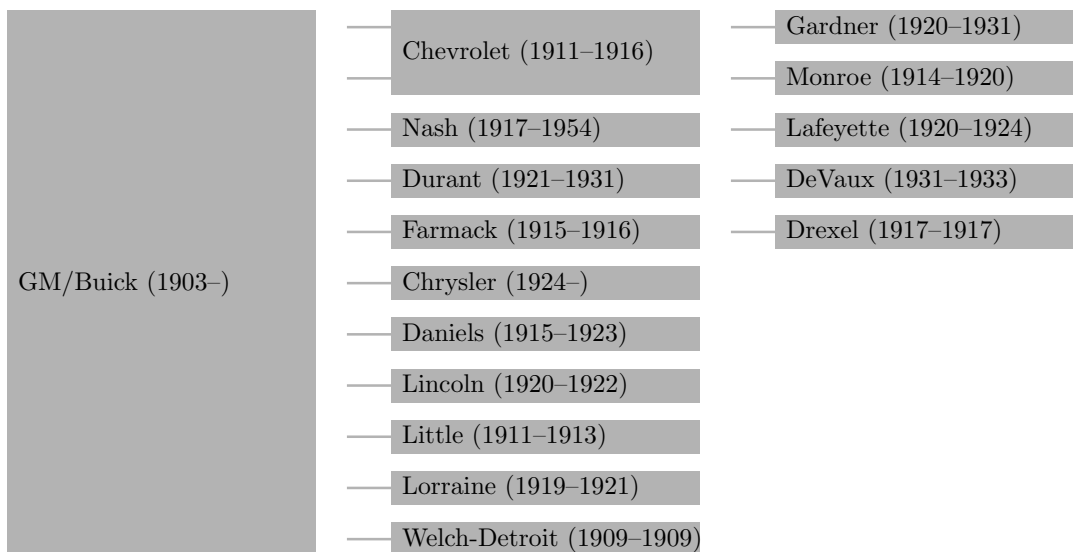 GM/Buick (1903–)
Chevrolet (1911–1916)
Nash (1917–1954)
Durant (1921–1931)
Farmack (1915–1916)
Chrysler (1924–)
Daniels (1915–1923)
Lincoln (1920–1922)
Little (1911–1913)
Lorraine (1919–1921)
Welch-Detroit (1909–1909)
Gardner (1920–1931)
Monroe (1914–1920)
Lafeyette (1920–1924)
DeVaux (1931–1933)
Drexel (1917–1917)